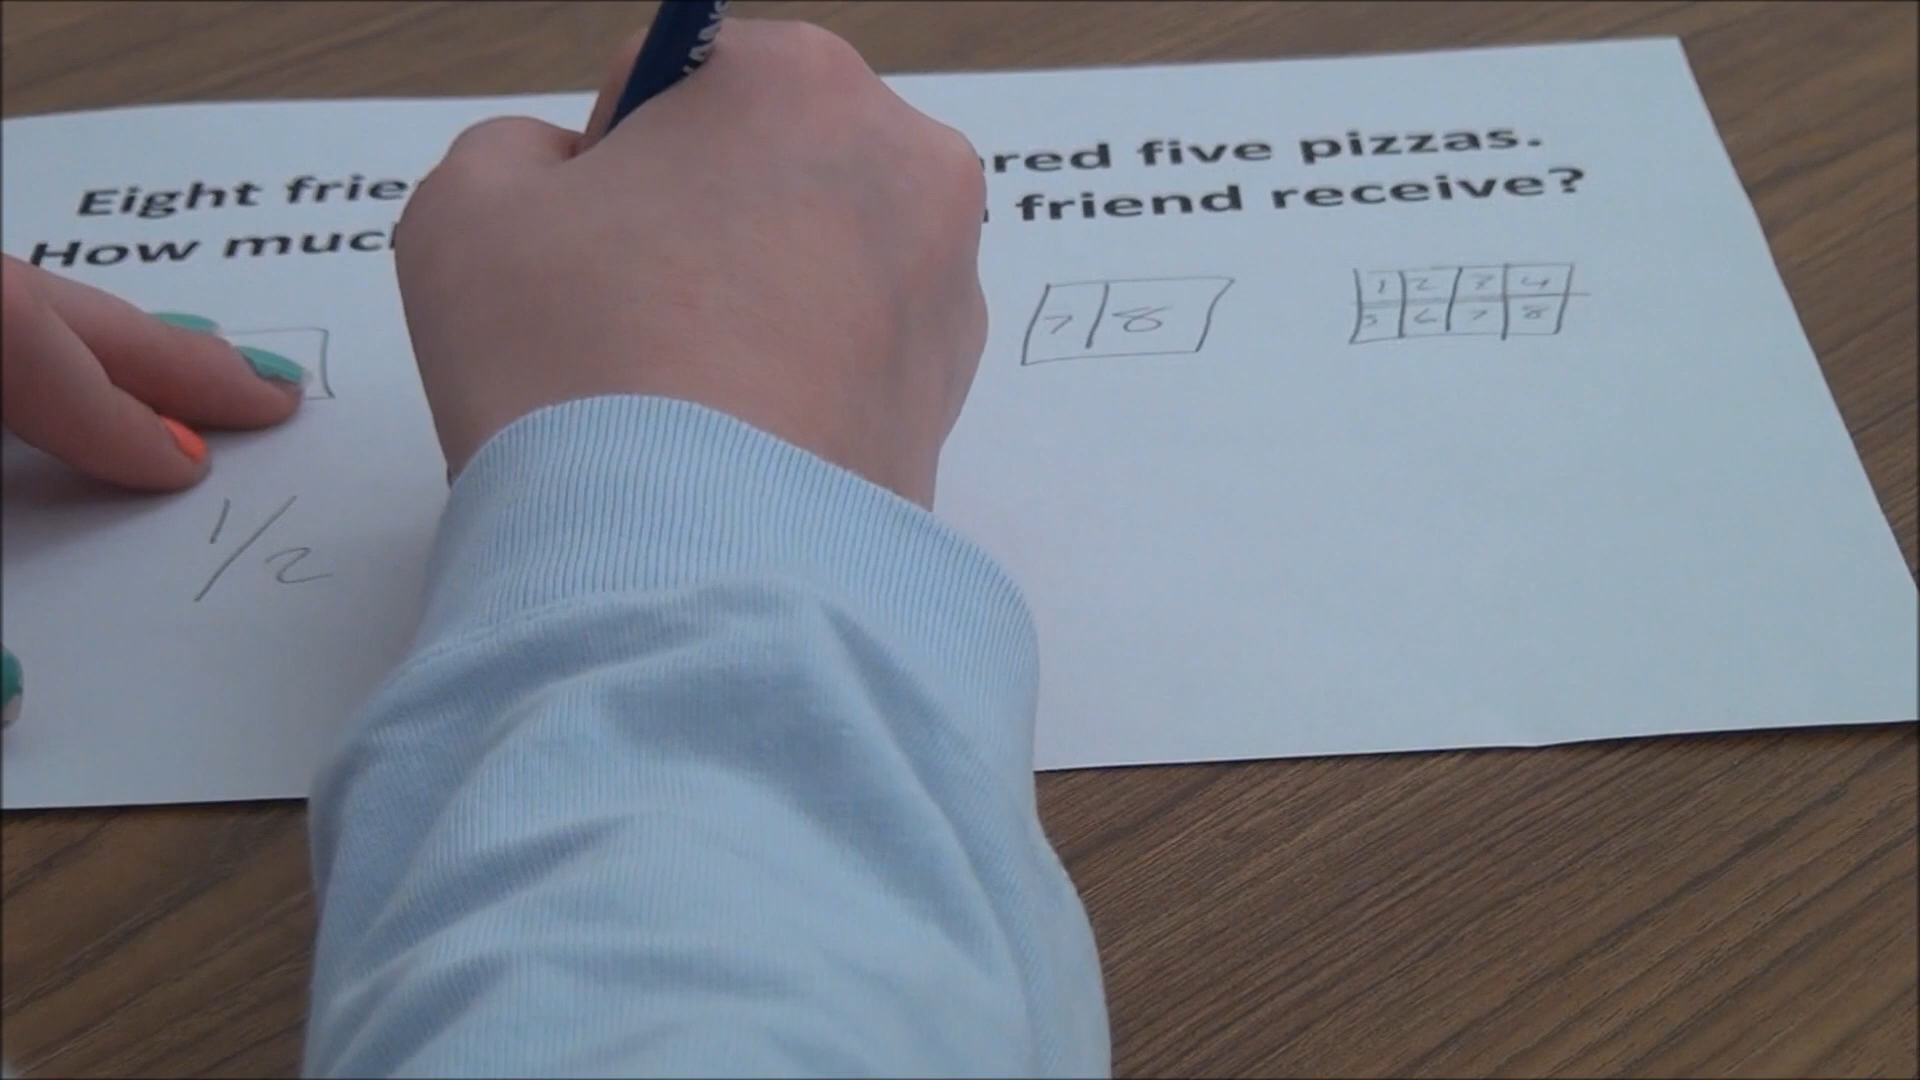 Eight frie red five pizzas.
How much friend receive?
7 8
1 2 3 4
5 6 7 8
1/2